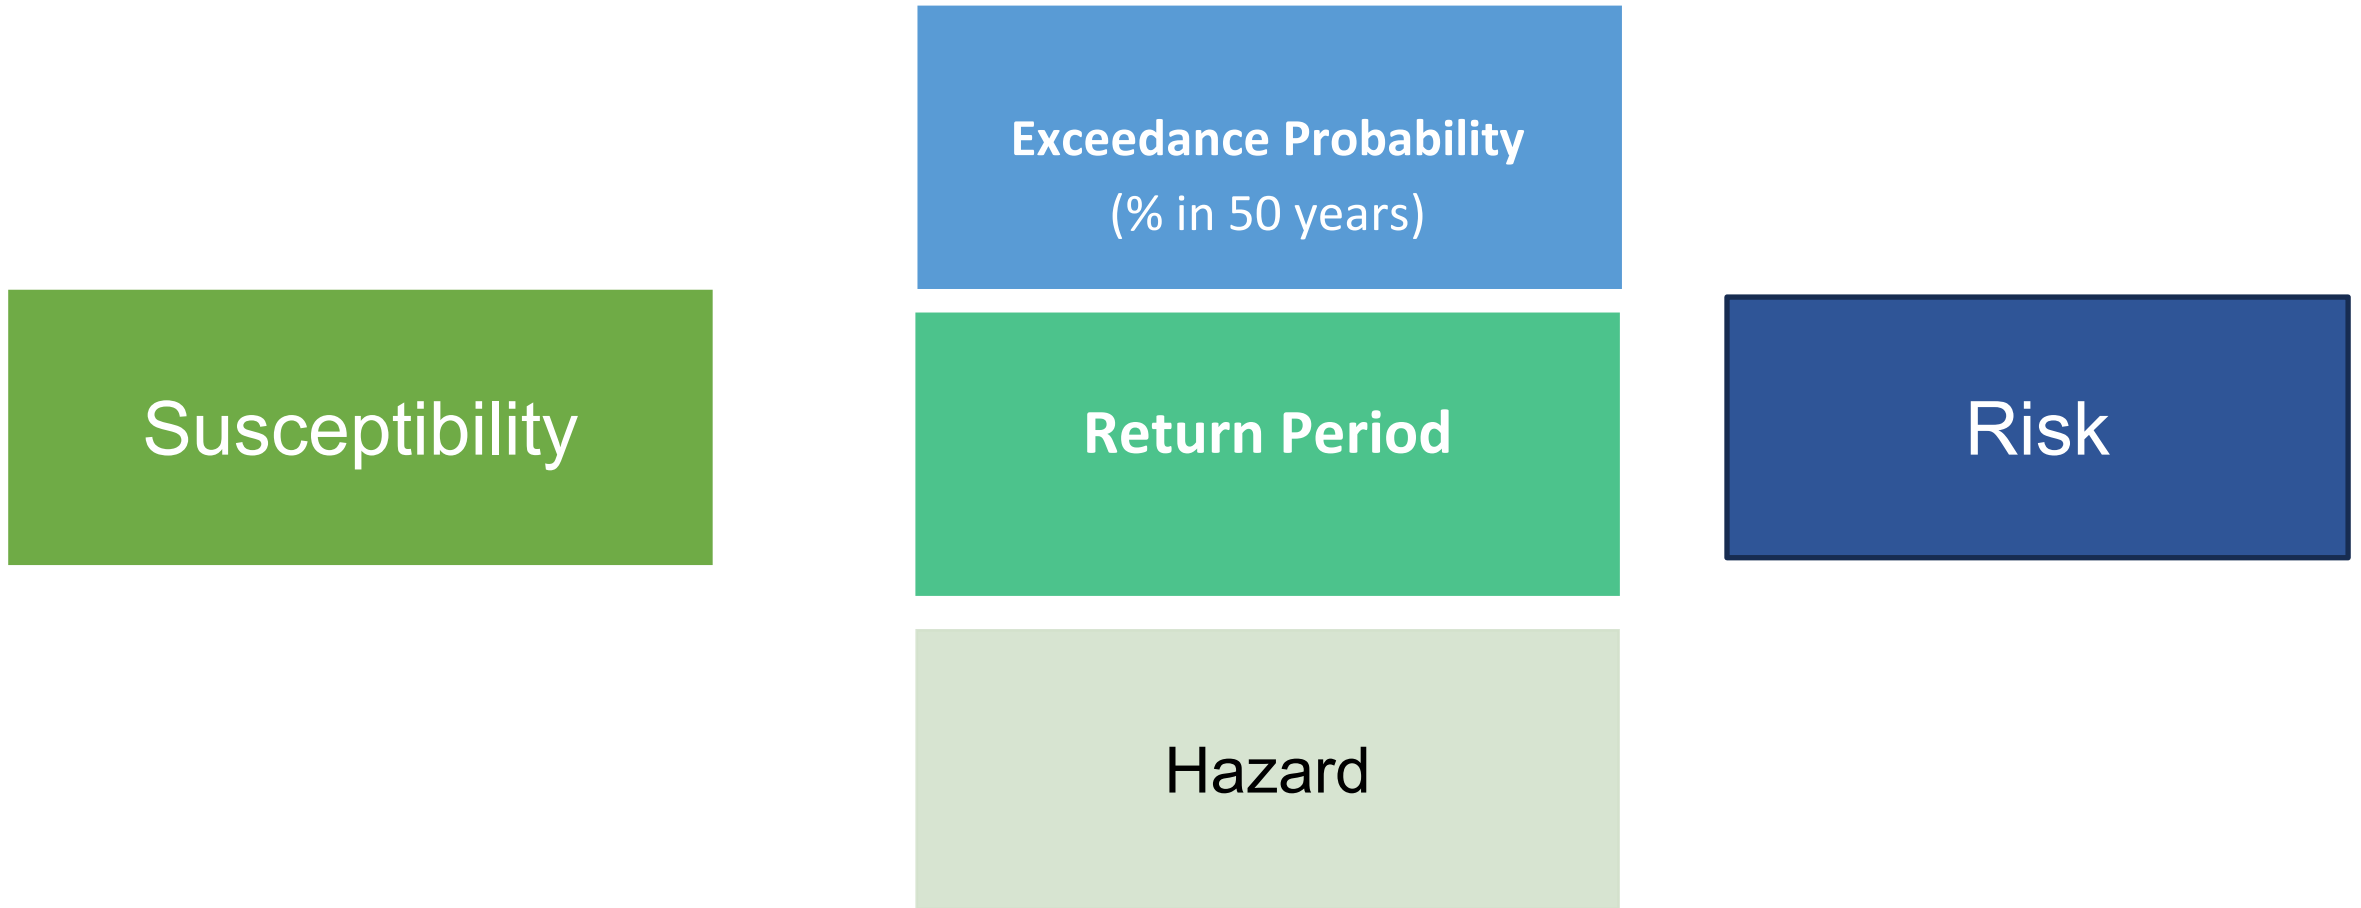 Susceptibility
Exceedance Probability
(% in 50 years)
Return Period
Hazard
Risk